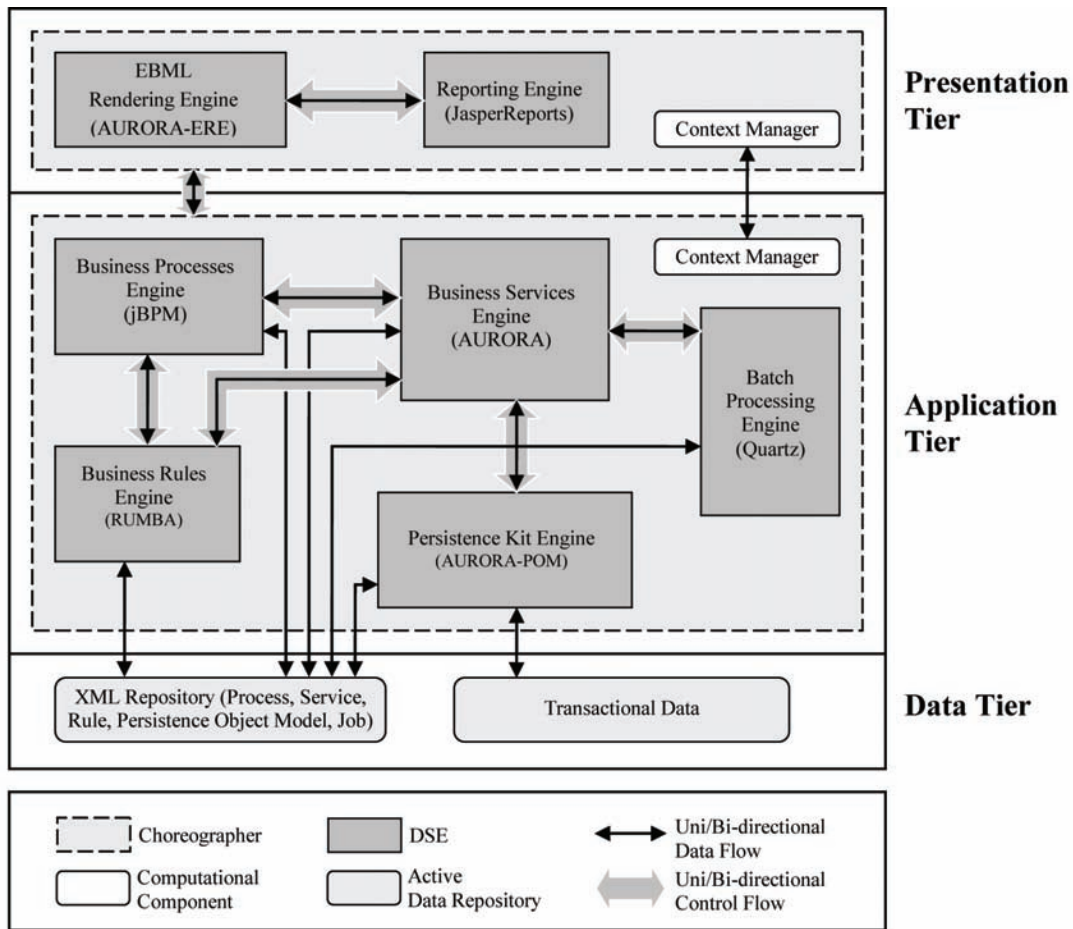 EBML
Rendering Engine
(AURORA-ERE)
Reporting Engine
(JasperReports)
Context Manager
Presentation
Tier
Business Processes
Engine
(jBPM)
Business Services
Engine
(AURORA)
Context Manager
Batch
Processing
Engine
(Quartz)
Application
Tier
Business Rules
Engine
(RUMBA)
Persistence Kit Engine
(AURORA-POM)
XML Repository (Process, Service,
Rule, Persistence Object Model, Job)
Transactional Data
Data Tier
Choreographer
DSE
Uni/Bi-directional
Data Flow
Computational
Component
Active
Data Repository
Uni/Bi-directional
Control Flow